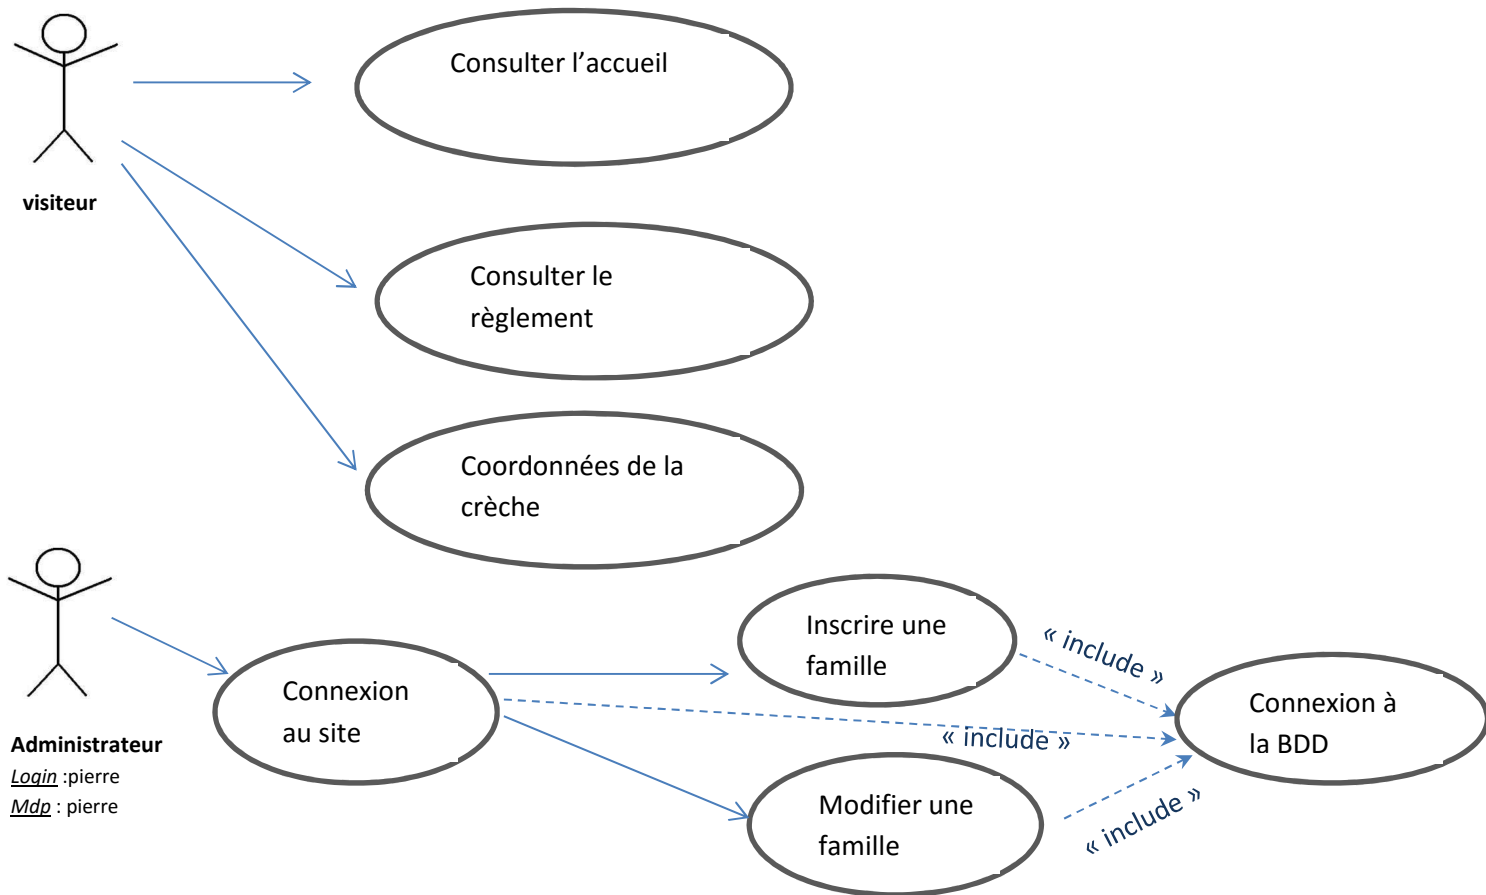 Consulter l’accueil
visiteur
Consulter le
règlement
Coordonnées de la
crèche
Inscrire une
famille
« include »
Connexion
au site
Connexion à
la BDD
« include »
Administrateur
Login :pierre
Mdp : pierre
Modifier une
famille
« include »